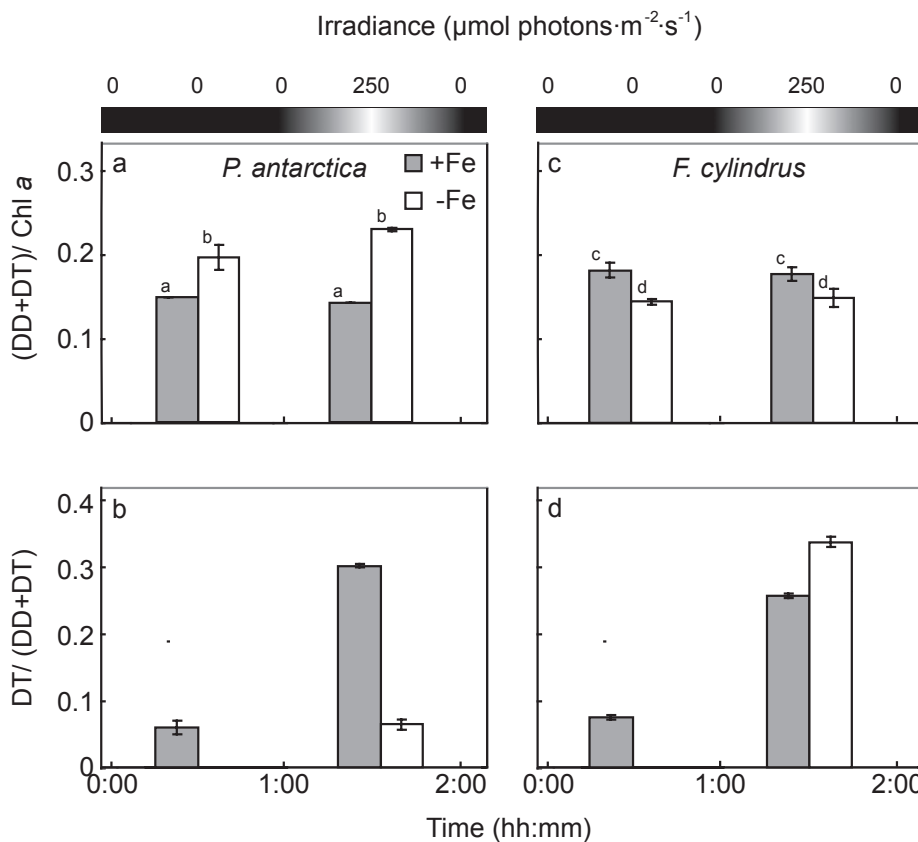 Irradiance (µmol photons·m⁻²·s⁻¹)
0 0 0 250 0 0 0 0 250 0
a P. antarctica +Fe
-Fe
c F. cylindrus
(DD+DT)/ Chl a
0.3
0.2
0.1
0
a b a b
c d c d
b
d
DT/ (DD+DT)
0.4
0.3
0.2
0.1
0
0:00 1:00 2:00 0:00 1:00 2:00
Time (hh:mm)